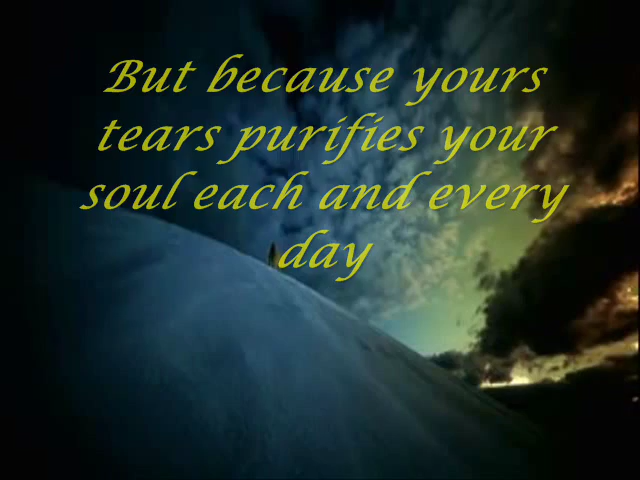 But because yours
tears purifies your
soul each and every
day